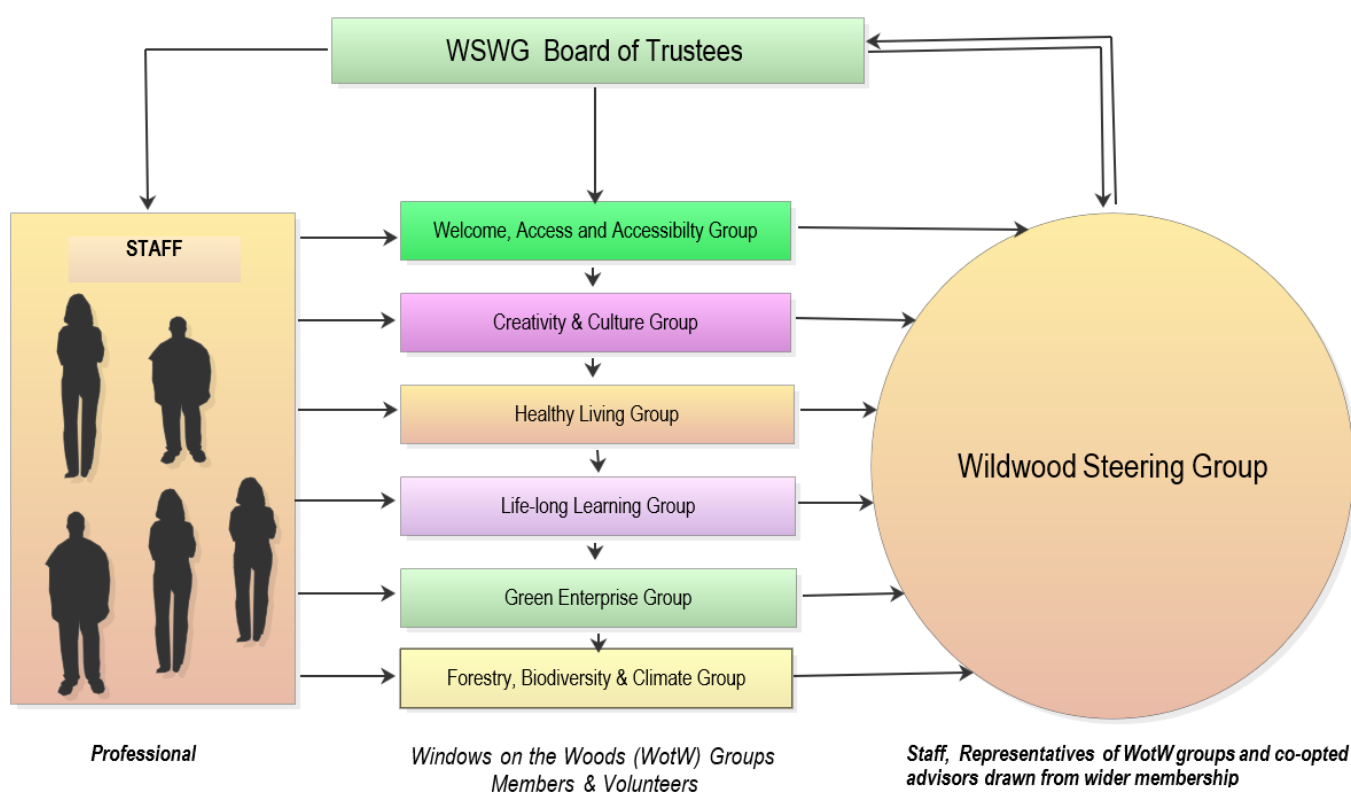 WSWG Board of Trustees
STAFF
Welcome, Access and Accessibilty Group
Creativity & Culture Group
Healthy Living Group
Life-long Learning Group
Green Enterprise Group
Forestry, Biodiversity & Climate Group
Wildwood Steering Group
Professional
Windows on the Woods (WotW) Groups
Members & Volunteers
Staff, Representatives of WotW groups and co-opted
advisors drawn from wider membership